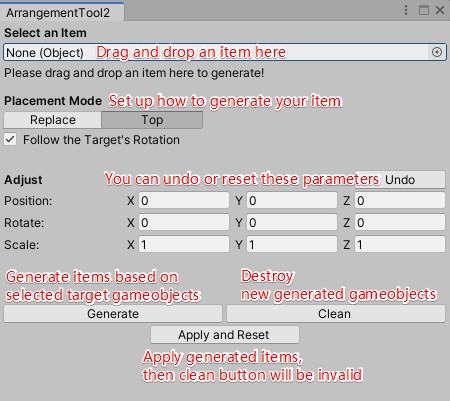 ArrangementTool2
Select an Item
None (Object) Drag and drop an item here
Please drag and drop an item here to generate!
Placement Mode Set up how to generate your item
Replace Top
Follow the Target's Rotation
Adjust You can undo or reset these parameters Undo
Position: X 0 Y 0 Z 0
Rotate: X 0 Y 0 Z 0
Scale: X 1 Y 1 Z 1
Generate items based on
selected target gameobjects
Destroy
new generated gameobjects
Generate Clean
Apply and Reset
Apply generated items,
then clean button will be invalid